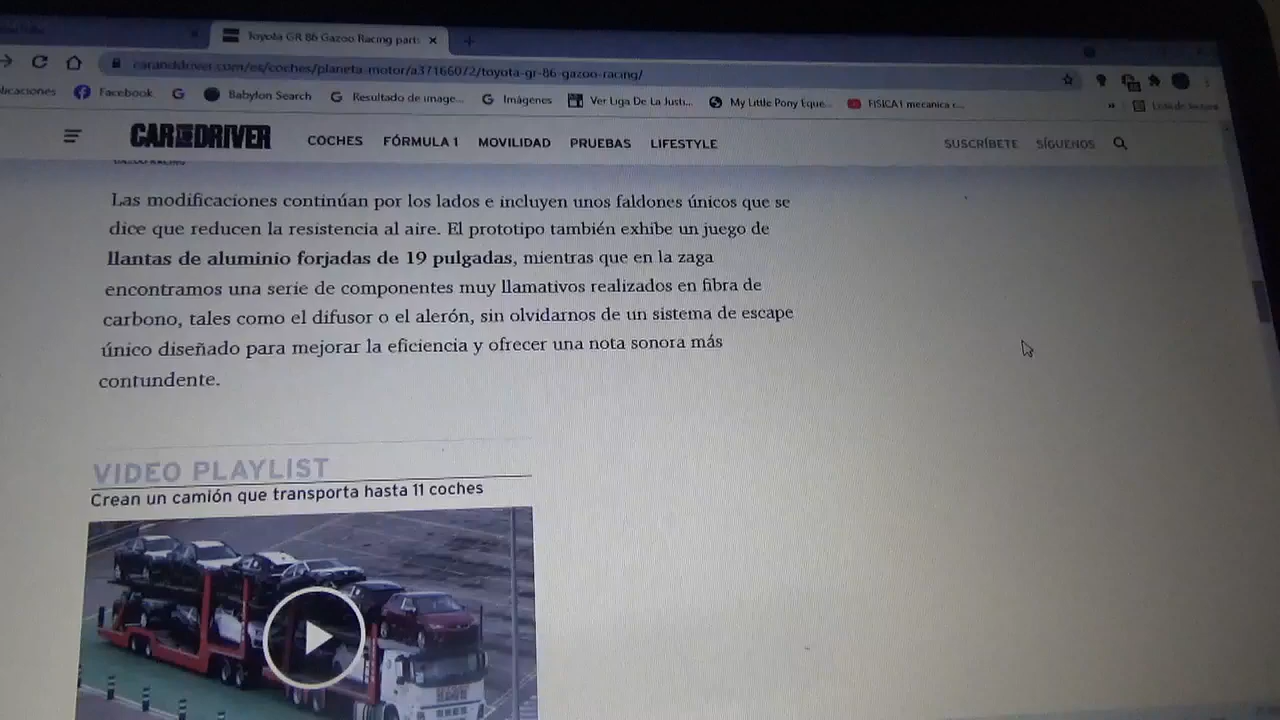 Toyota GR 86 Gazoo Racing part: ×
caranddriver.com/es/coches/planeta-motor/a37166072/toyota-gr-86-gazoo-racing/
licaciones Facebook Babylon Search Resultado de image... Imágenes Ver Liga De La Justi... My Little Pony Eque... FISICA1 mecanica r... » Lista de lectura
CAR AND DRIVER COCHES FÓRMULA 1 MOVILIDAD PRUEBAS LIFESTYLE SUSCRÍBETE SÍGUENOS
Las modificaciones continúan por los lados e incluyen unos faldones únicos que se
dice que reducen la resistencia al aire. El prototipo también exhibe un juego de
llantas de aluminio forjadas de 19 pulgadas, mientras que en la zaga
encontramos una serie de componentes muy llamativos realizados en fibra de
carbono, tales como el difusor o el alerón, sin olvidarnos de un sistema de escape
único diseñado para mejorar la eficiencia y ofrecer una nota sonora más
contundente.
VIDEO PLAYLIST
Crean un camión que transporta hasta 11 coches